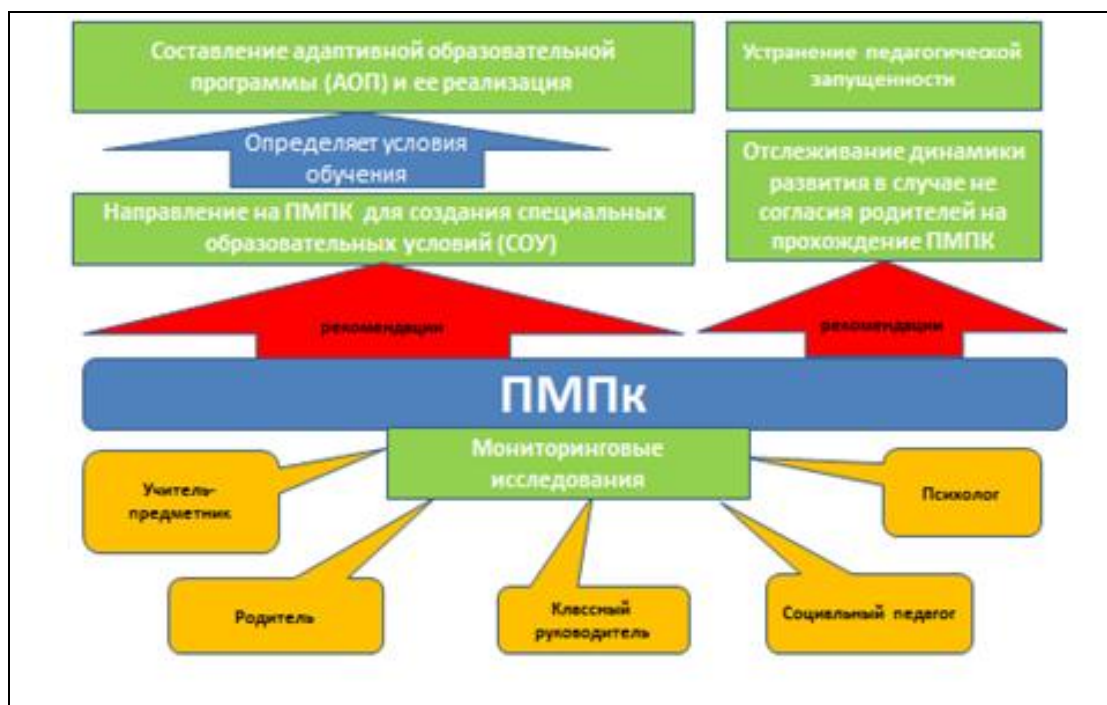 Составление адаптивной образовательной
программы (АОП) и ее реализация
Устранение педагогической
запущенности
Определяет условия
обучения
Отслеживание динамики
развития в случае не
согласия родителей на
прохождение ПМПК
Направление на ПМПК для создания специальных
образовательных условий (СОУ)
рекомендации
рекомендации
ПМПк
Мониторинговые
исследования
Учитель-
предметник
Психолог
Родитель
Классный
руководитель
Социальный педагог